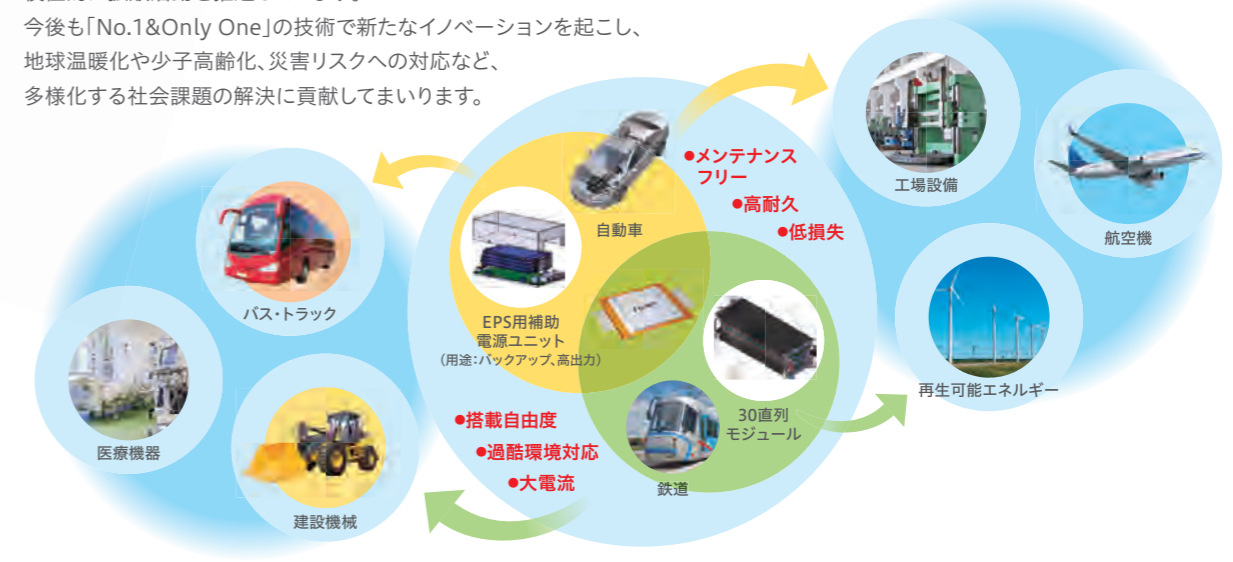 今後も「No.1&Only One」の技術で新たなイノベーションを起こし、
地球温暖化や少子高齢化、災害リスクへの対応など、
多様化する社会課題の解決に貢献してまいります。
●メンテナンス
フリー
●高耐久
●低損失
自動車
工場設備
航空機
バス・トラック
EPS用補助
電源ユニット
（用途：バックアップ、高出力）
再生可能エネルギー
30直列
モジュール
●搭載自由度
●過酷環境対応
●大電流
医療機器
鉄道
建設機械